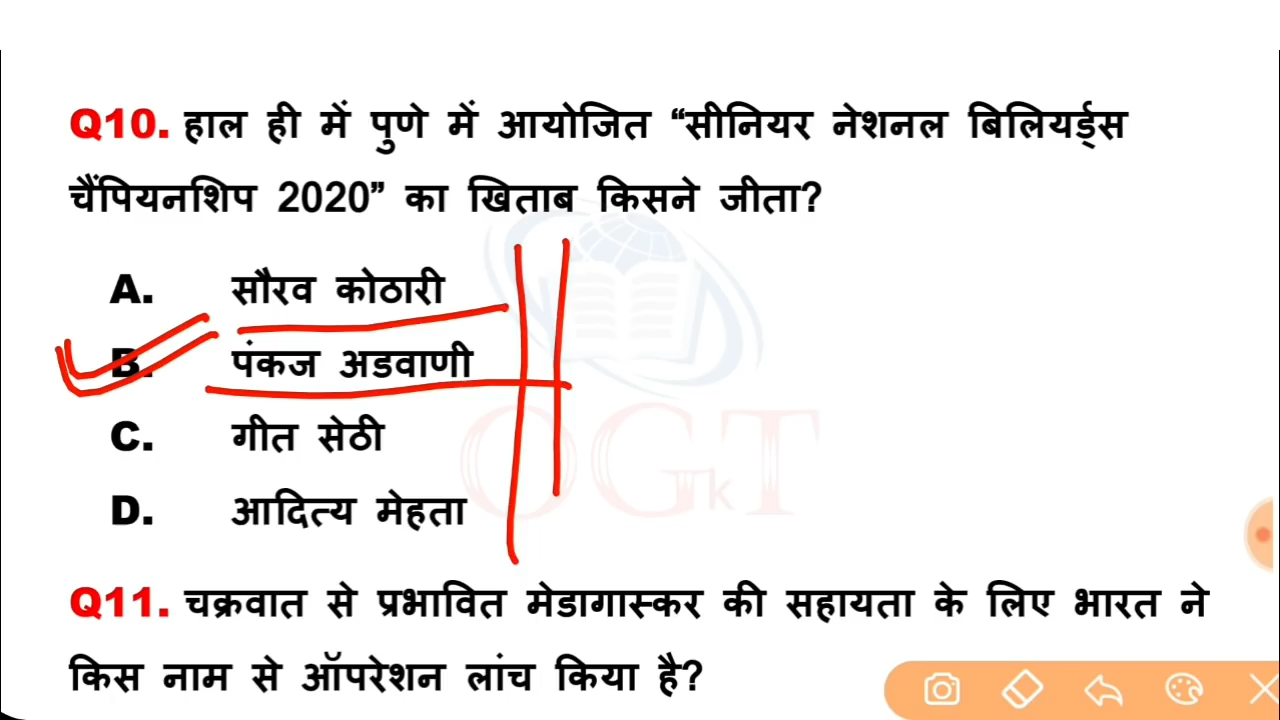 Q10. हाल ही में पुणे में आयोजित “सीनियर नेशनल बिलियर्ड्स
चैंपियनशिप 2020” का खिताब किसने जीता?
A. सौरव कोठारी
B. पंकज अडवाणी
C. गीत सेठी
D. आदित्य मेहता
OGkT
Q11. चक्रवात से प्रभावित मेडागास्कर की सहायता के लिए भारत ने
किस नाम से ऑपरेशन लांच किया है?